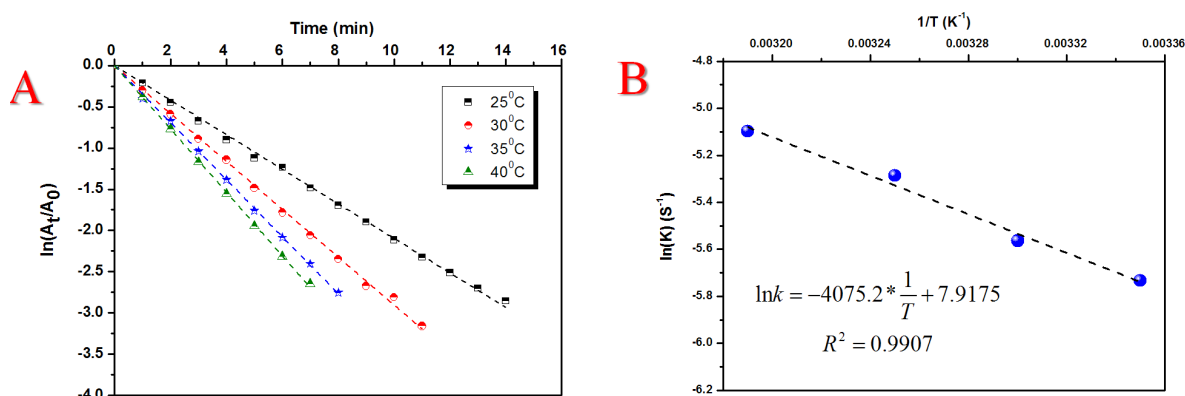 A
Time (min)
0 2 4 6 8 10 12 14 16
0.0
-0.5
-1.0
-1.5
-2.0
-2.5
-3.0
-3.5
-4.0
ln(At/A0)
25⁰C
30⁰C
35⁰C
40⁰C
B
1/T (K⁻¹)
0.00320 0.00324 0.00328 0.00332 0.00336
-4.8
-5.0
-5.2
-5.4
-5.6
-5.8
-6.0
-6.2
ln(K) (S⁻¹)
lnk = −4075.2* 1/T + 7.9175
R² = 0.9907